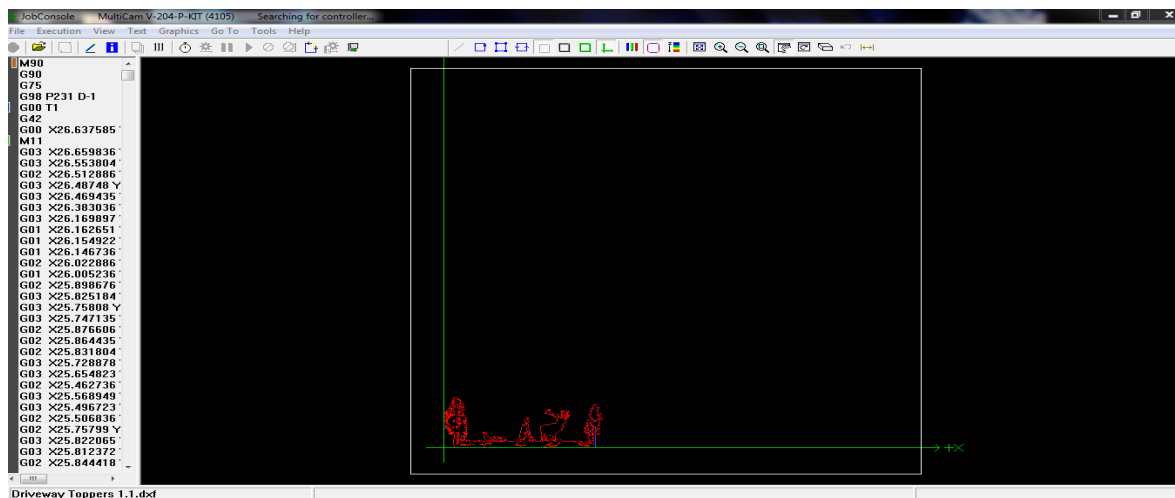 JobConsole MultiCam V-204-P-KIT (4105) Searching for controller...
File Execution View Text Graphics Go To Tools Help
M90
G90
G75
G98 P231 D-1
G00 T1
G42
G00 X26.637585
M11
G03 X26.659836
G03 X26.553804
G02 X26.512886
G03 X26.48748 Y
G03 X26.469435
G03 X26.383036
G03 X26.169897
G01 X26.162651
G01 X26.154922
G01 X26.146736
G02 X26.022886
G01 X26.005236
G02 X25.898676
G03 X25.825184
G03 X25.75808 Y
G03 X25.747135
G02 X25.876606
G02 X25.864435
G02 X25.831804
G03 X25.728878
G03 X25.654823
G02 X25.462736
G03 X25.568949
G03 X25.496723
G02 X25.506836
G02 X25.75799 Y
G03 X25.822065
G03 X25.812372
G02 X25.844418
+X
Driveway Toppers 1.1.dxf